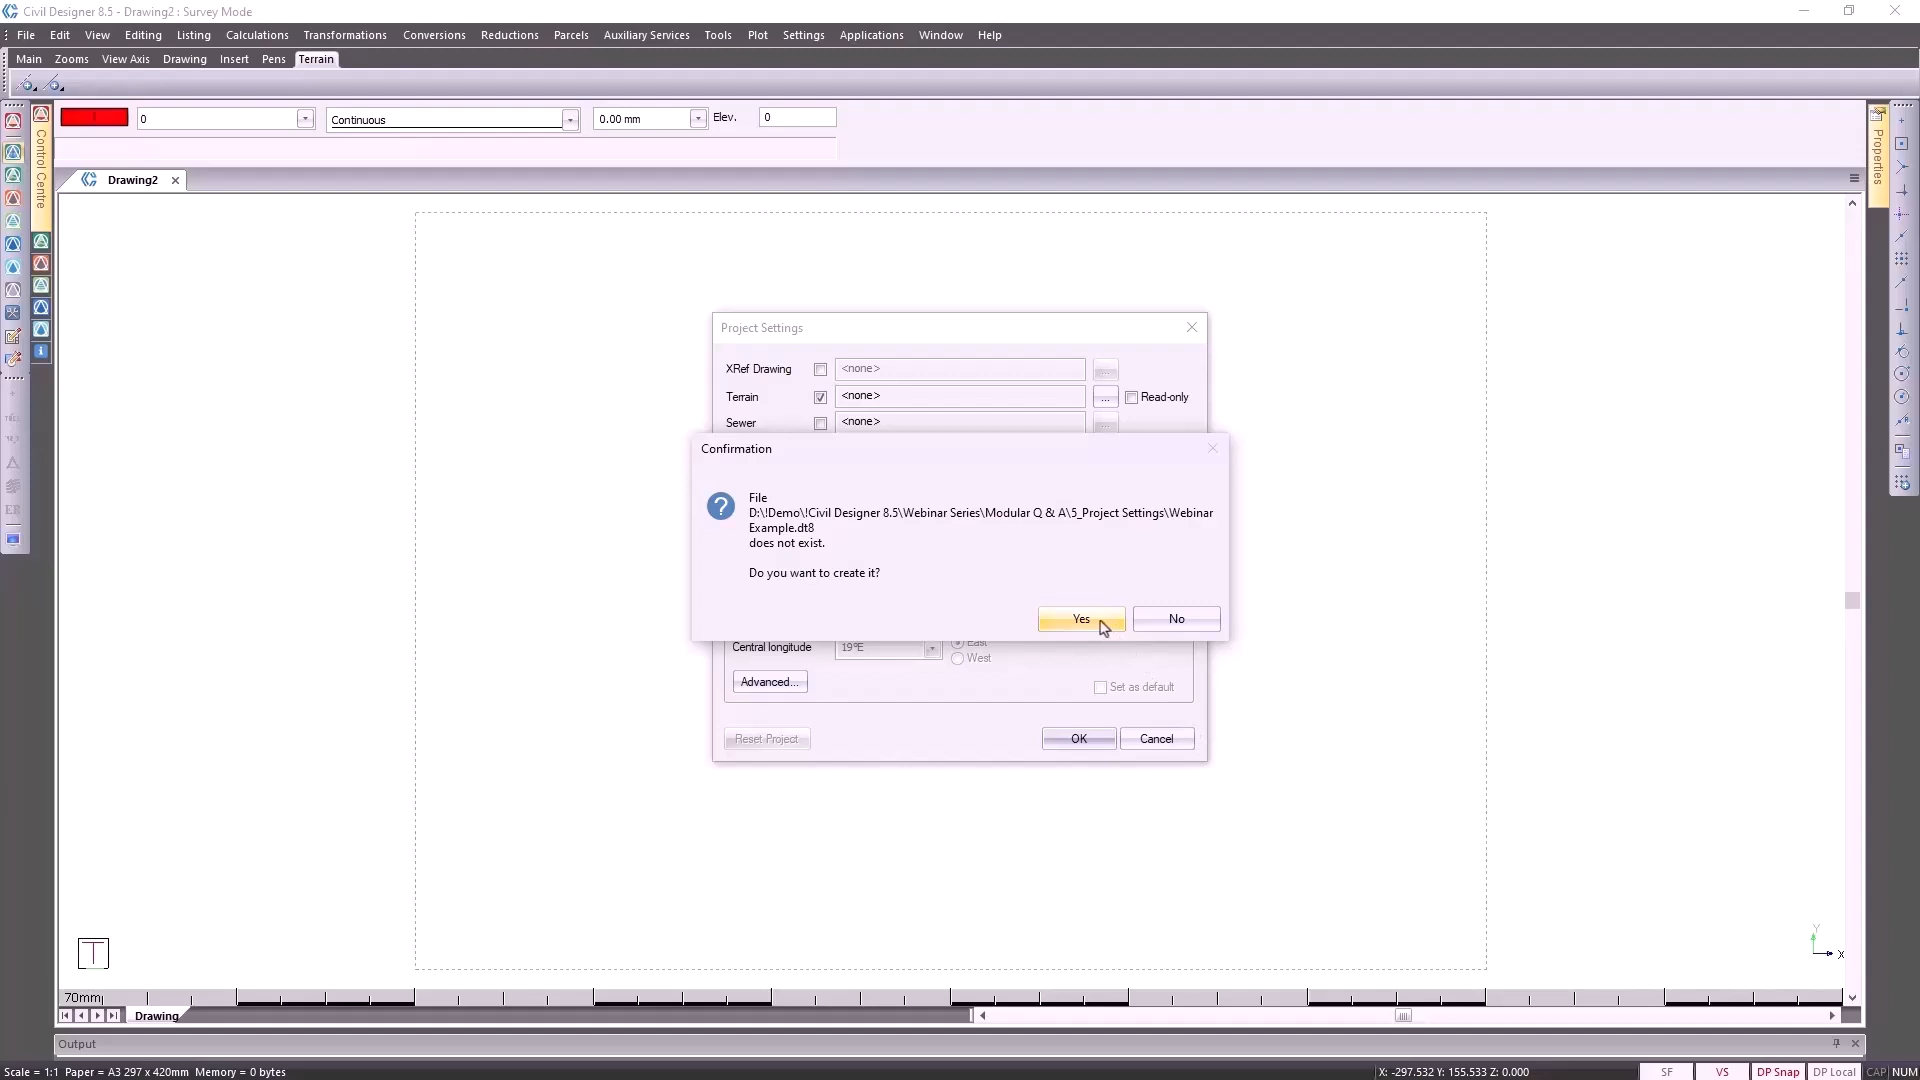 Civil Designer 8.5 - Drawing2 : Survey Mode
File Edit View Editing Listing Calculations Transformations Conversions Reductions Parcels Auxiliary Services Tools Plot Settings Applications Window Help
Main Zooms View Axis Drawing Insert Pens Terrain
0 Continuous 0.00 mm Elev. 0
Control Centre
Properties
Drawing2
Project Settings
XRef Drawing <none> ...
Terrain <none> ... Read-only
Sewer <none>
Confirmation
File
D:\!Demo\!Civil Designer 8.5\Webinar Series\Modular Q & A\5_Project Settings\Webinar
Example.dt8
does not exist.
Do you want to create it?
Yes No
Central longitude 19°E East
West
Advanced...
Set as default
Reset Project OK Cancel
Y
X
T
70mm
Drawing
Output
Scale = 1:1 Paper = A3 297 x 420mm Memory = 0 bytes X: -297.532 Y: 155.533 Z: 0.000 SF VS DP Snap DP Local CAP NUM